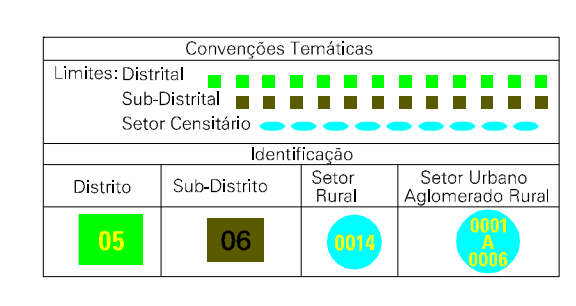 Convenções Temáticas
Limites: Distrital
Sub-Distrital
Setor Censitário
Identificação
Distrito
Sub-Distrito
Setor
Rural
Setor Urbano
Aglomerado Rural
05
06
0014
0001
A
0006